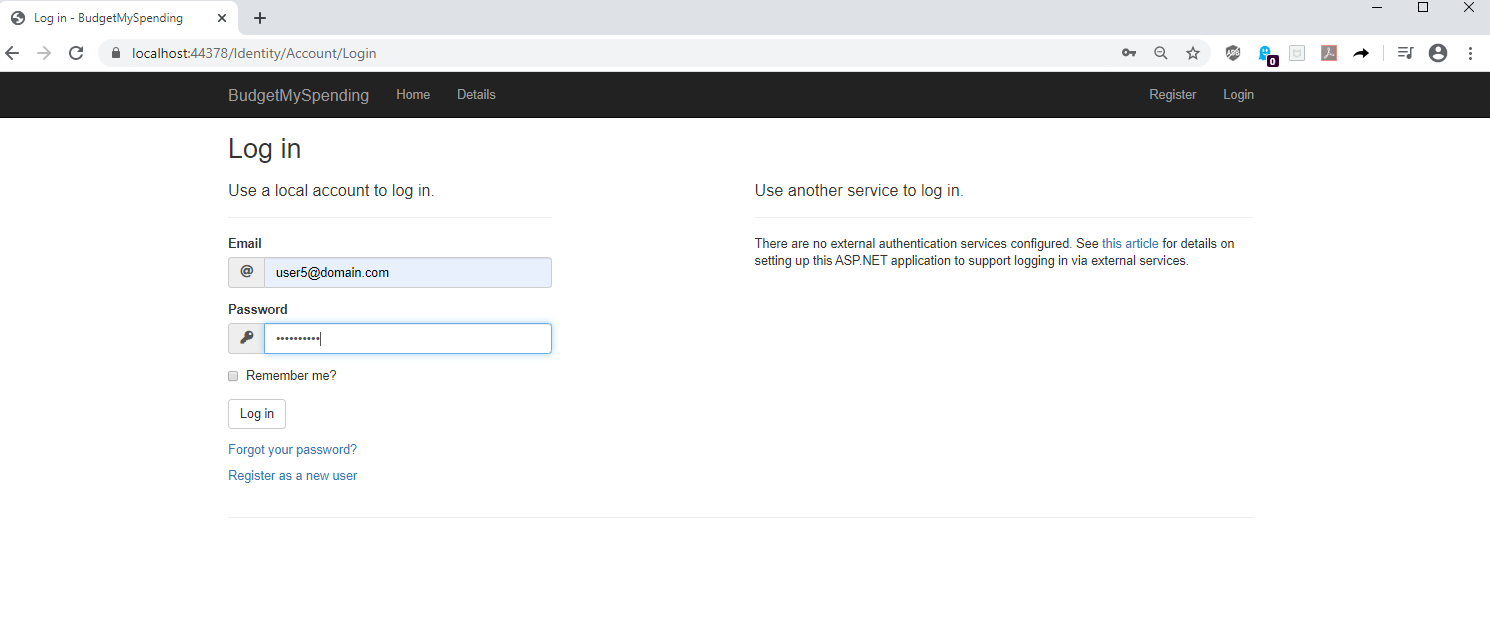 Log in - BudgetMySpending
localhost:44378/Identity/Account/Login
ABP
0
BudgetMySpending Home Details Register Login
Log in
Use a local account to log in.
Use another service to log in.
Email
@ user5@domain.com
Password
••••••••••
Remember me?
Log in
Forgot your password?
Register as a new user
There are no external authentication services configured. See this article for details on
setting up this ASP.NET application to support logging in via external services.